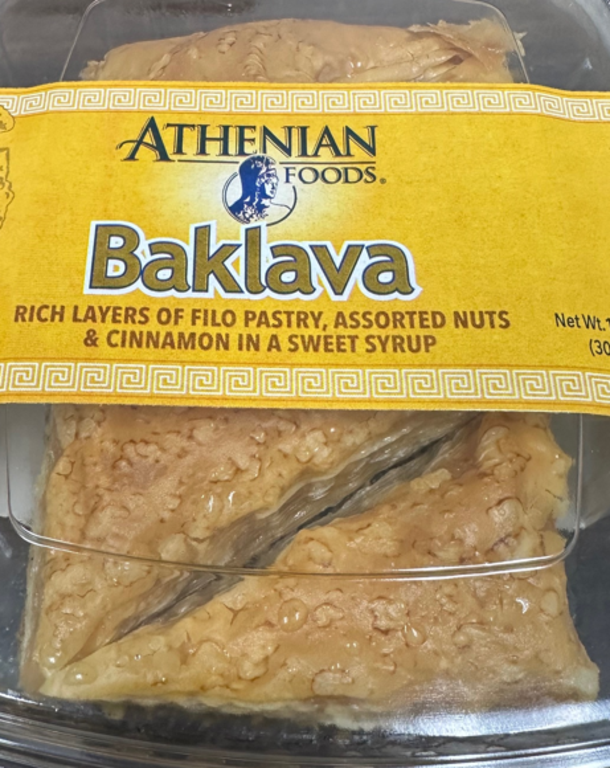 ATHENIAN
FOODS®
Baklava
RICH LAYERS OF FILO PASTRY, ASSORTED NUTS
& CINNAMON IN A SWEET SYRUP
Net Wt.